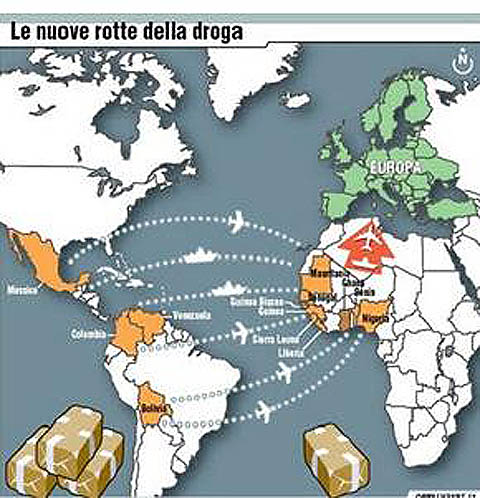 Le nuove rotte della droga
N
EUROPA
Mauritania
Ghana
Benin
Senegal
Messico
Venezuela
Guinea Bissau
Guinea
Nigeria
Colombia
Sierra Leone
Liberia
Bolivia